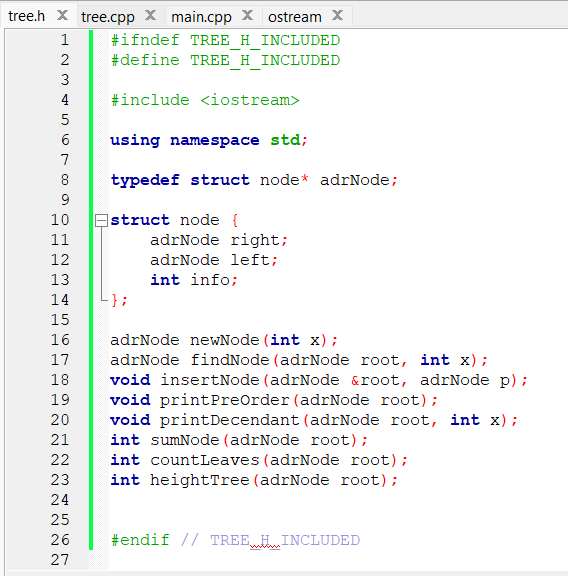 tree.h X tree.cpp X main.cpp X ostream X
1 #ifndef TREE_H_INCLUDED
2 #define TREE_H_INCLUDED
3
4 #include <iostream>
5
6 using namespace std;
7
8 typedef struct node* adrNode;
9
10 struct node {
11     adrNode right;
12     adrNode left;
13     int info;
14 };
15
16 adrNode newNode(int x);
17 adrNode findNode(adrNode root, int x);
18 void insertNode(adrNode &root, adrNode p);
19 void printPreOrder(adrNode root);
20 void printDecendant(adrNode root, int x);
21 int sumNode(adrNode root);
22 int countLeaves(adrNode root);
23 int heightTree(adrNode root);
24
25
26 #endif // TREE_H_INCLUDED
27